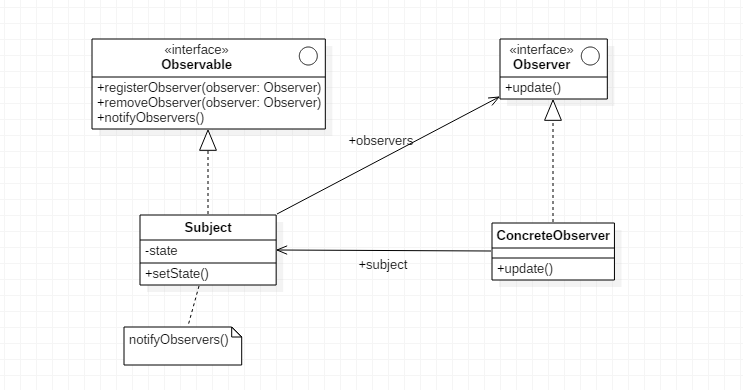 «interface»
Observable
+registerObserver(observer: Observer)
+removeObserver(observer: Observer)
+notifyObservers()
«interface»
Observer
+update()
+observers
Subject
-state
+setState()
+subject
ConcreteObserver
+update()
notifyObservers()